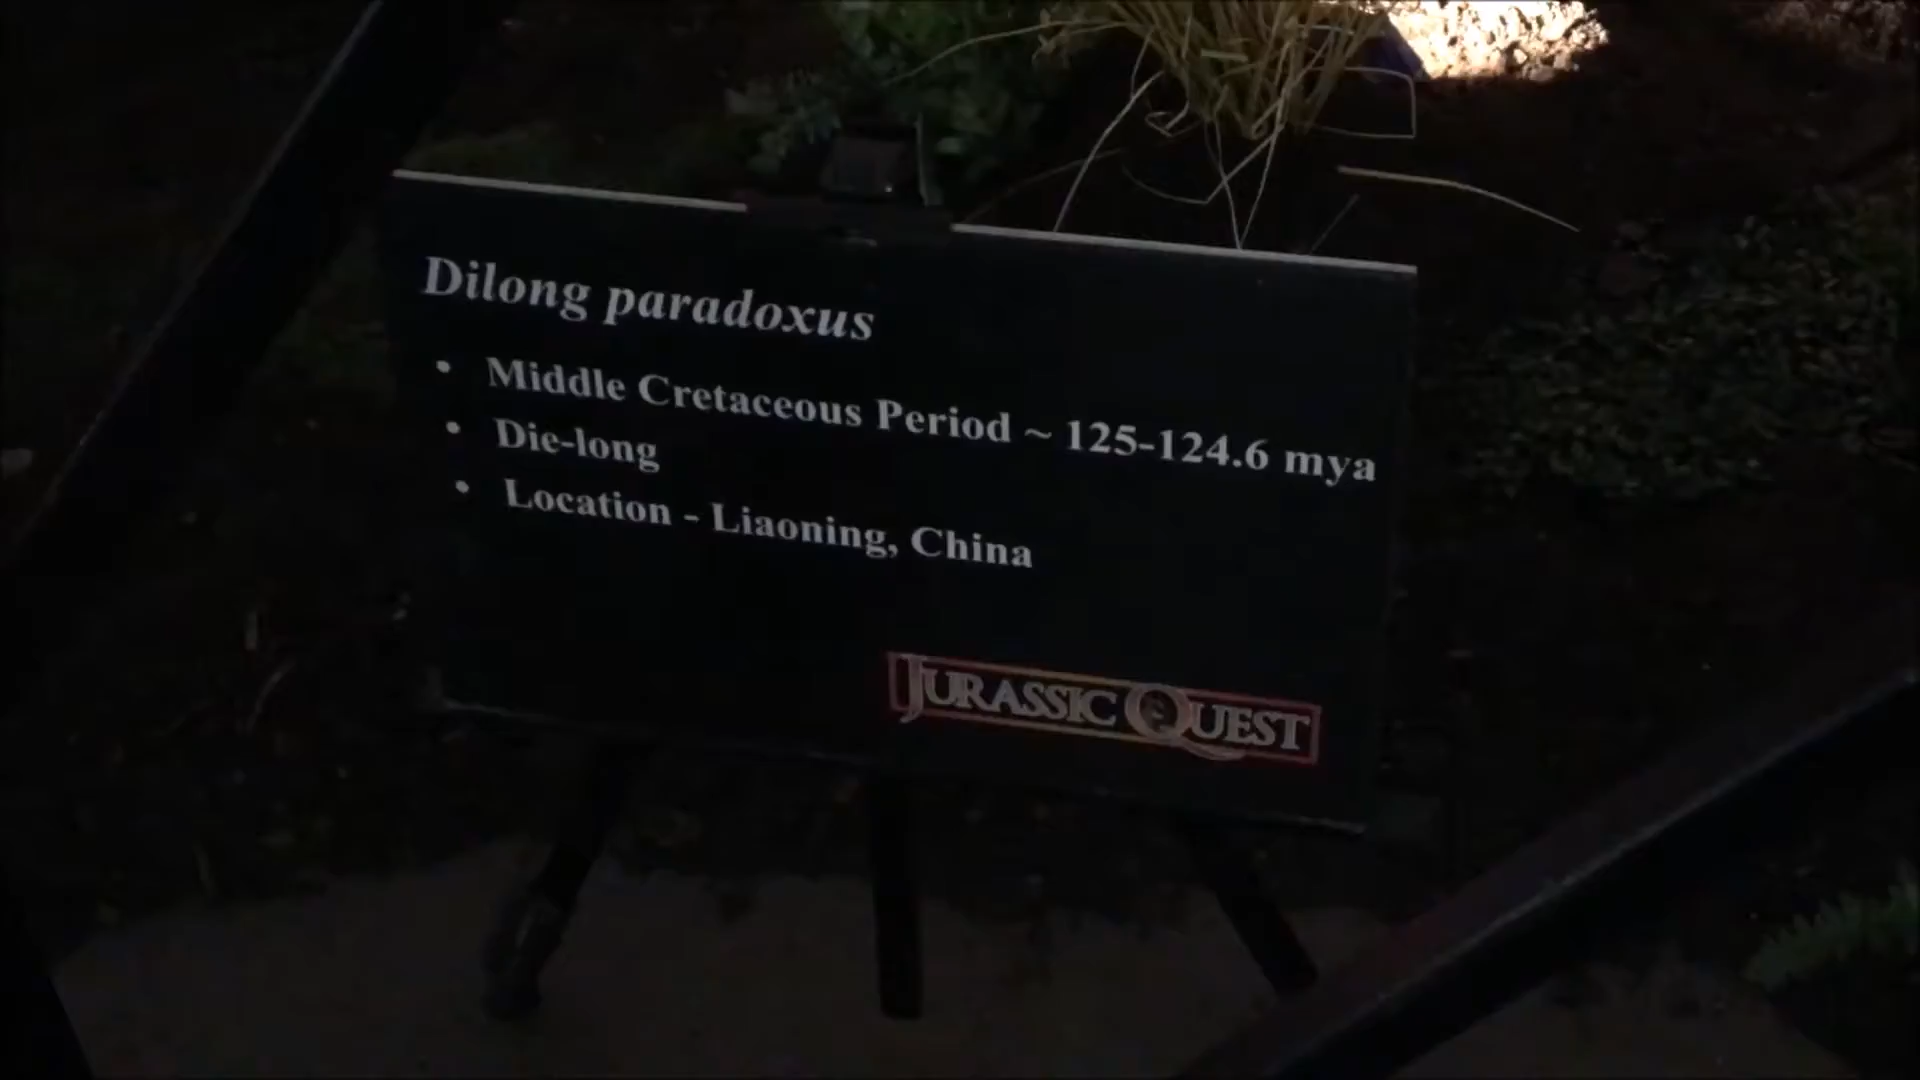 Dilong paradoxus
• Middle Cretaceous Period ~ 125-124.6 mya
• Die-long
• Location - Liaoning, China
JURASSIC QUEST